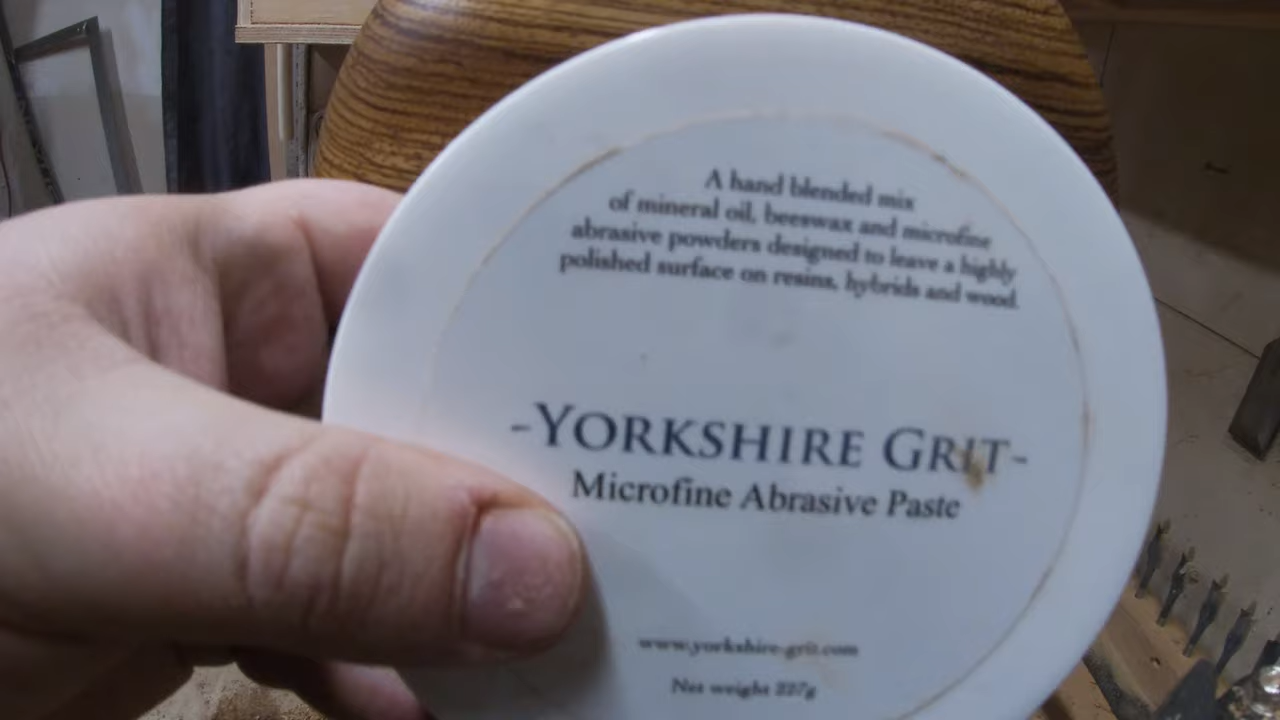 A hand blended mix
of mineral oil, beeswax and microfine
abrasive powders designed to leave a highly
polished surface on resins, hybrids and wood.
-YORKSHIRE GRIT-
Microfine Abrasive Paste
www.yorkshire-grit.com
Net weight 227g